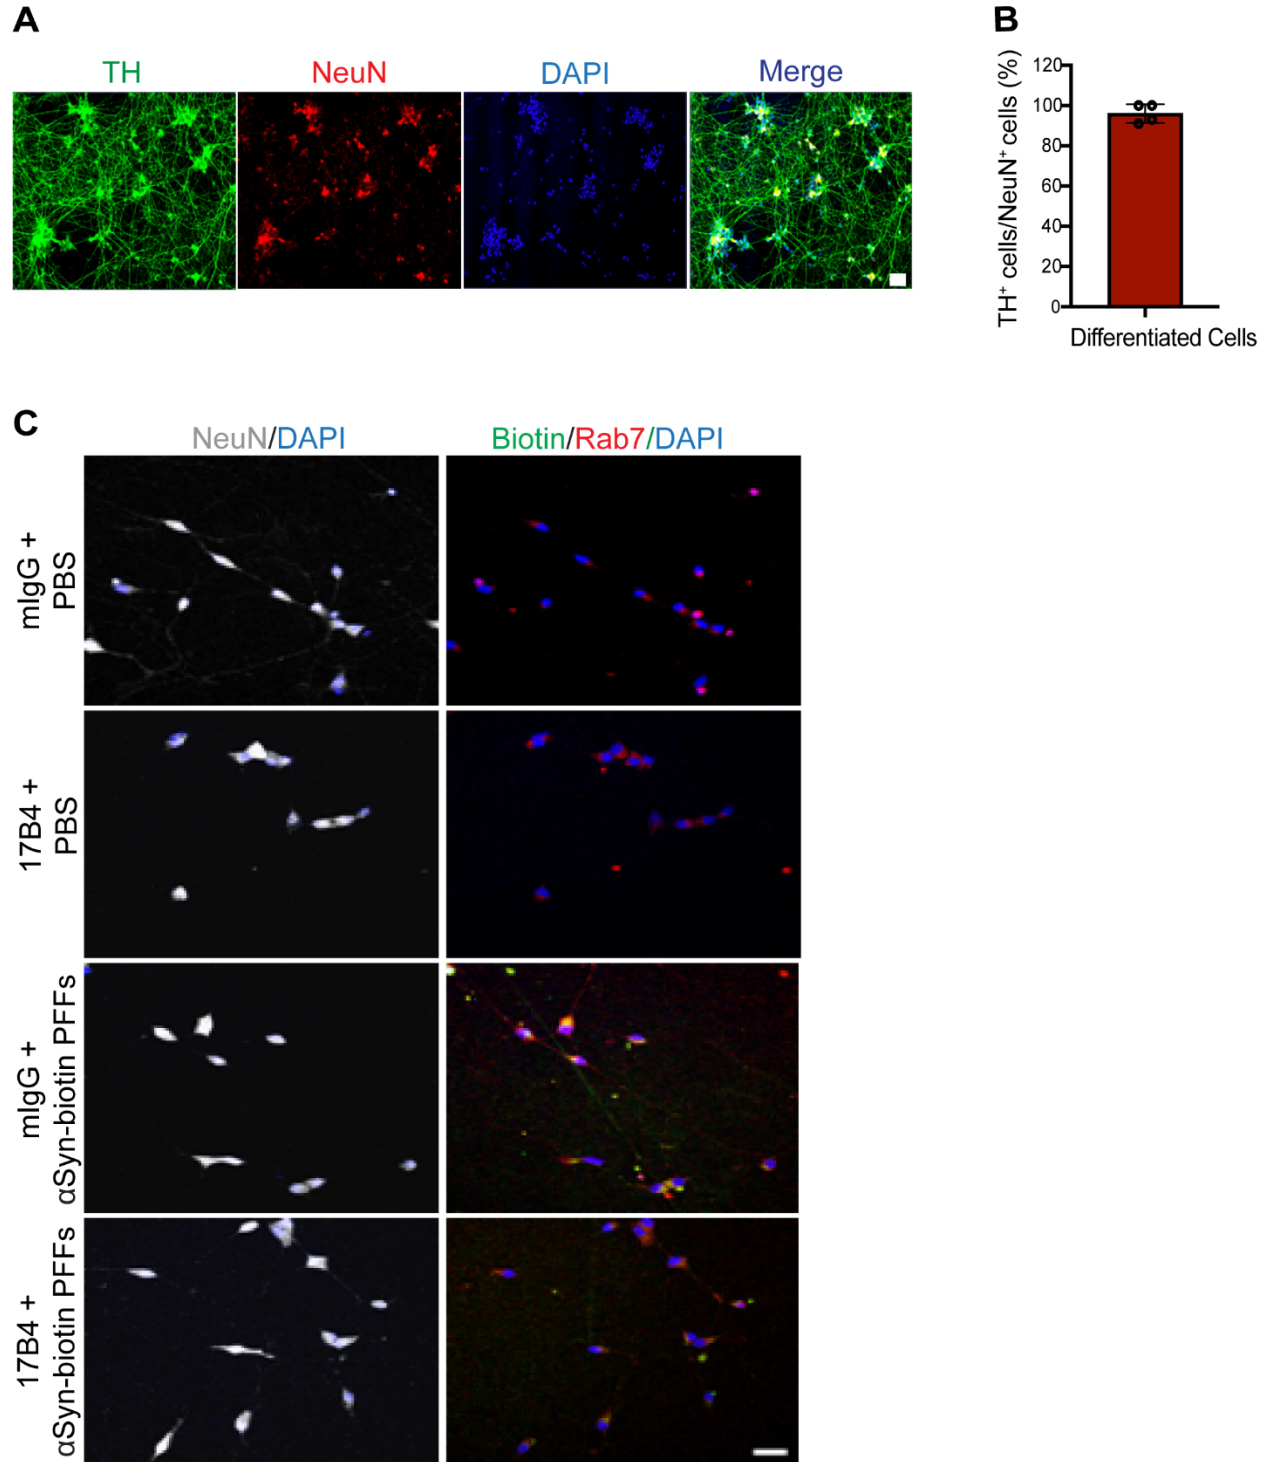 A
TH
NeuN
DAPI
Merge
B
TH⁺ cells/NeuN⁺ cells (%)
120
100
80
60
40
20
0
Differentiated Cells
C
NeuN/DAPI
Biotin/Rab7/DAPI
mIgG +
PBS
17B4 +
PBS
mIgG +
αSyn-biotin PFFs
17B4 +
αSyn-biotin PFFs